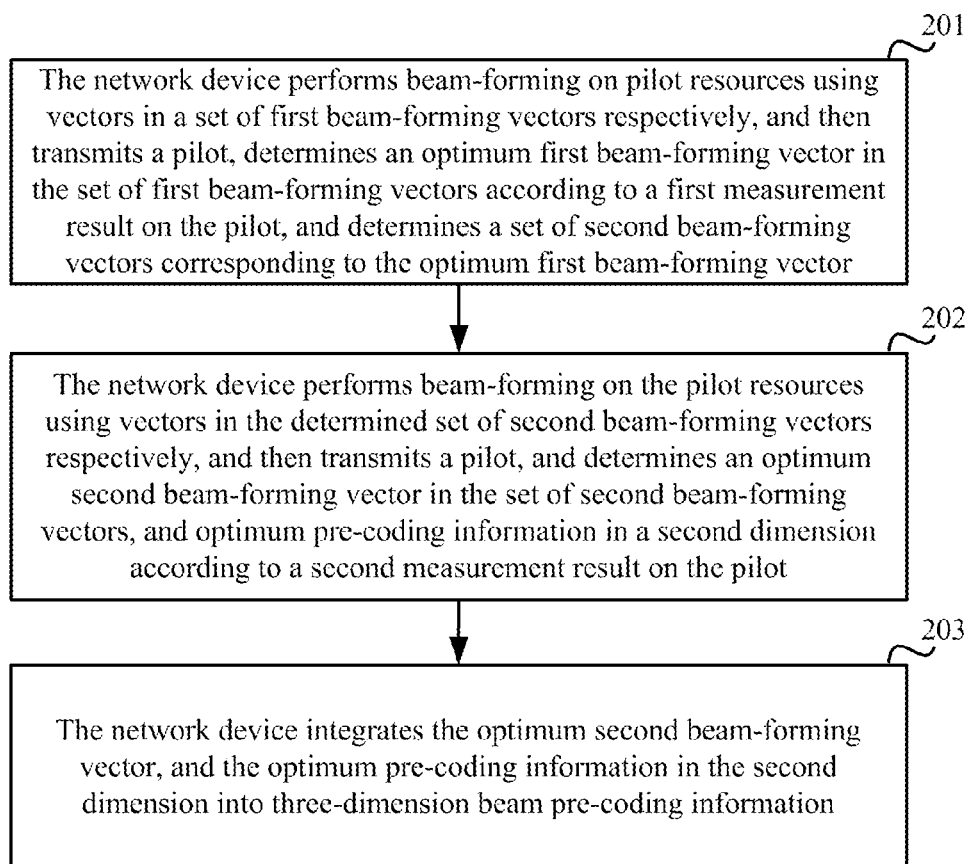 201
The network device performs beam-forming on pilot resources using
vectors in a set of first beam-forming vectors respectively, and then
transmits a pilot, determines an optimum first beam-forming vector in
the set of first beam-forming vectors according to a first measurement
result on the pilot, and determines a set of second beam-forming
vectors corresponding to the optimum first beam-forming vector
202
The network device performs beam-forming on the pilot resources
using vectors in the determined set of second beam-forming vectors
respectively, and then transmits a pilot, and determines an optimum
second beam-forming vector in the set of second beam-forming
vectors, and optimum pre-coding information in a second dimension
according to a second measurement result on the pilot
203
The network device integrates the optimum second beam-forming
vector, and the optimum pre-coding information in the second
dimension into three-dimension beam pre-coding information